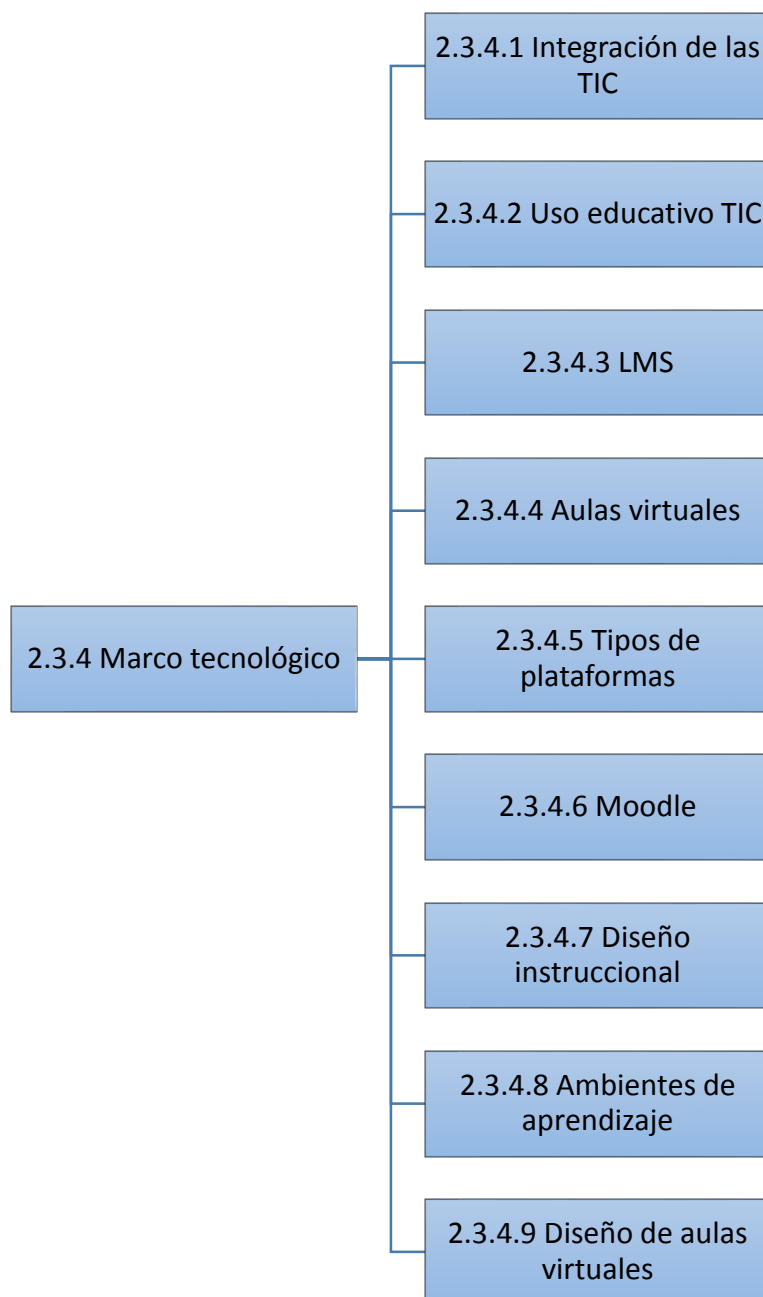 2.3.4.1 Integración de las
TIC
2.3.4.2 Uso educativo TIC
2.3.4.3 LMS
2.3.4.4 Aulas virtuales
2.3.4 Marco tecnológico
2.3.4.5 Tipos de
plataformas
2.3.4.6 Moodle
2.3.4.7 Diseño
instruccional
2.3.4.8 Ambientes de
aprendizaje
2.3.4.9 Diseño de aulas
virtuales